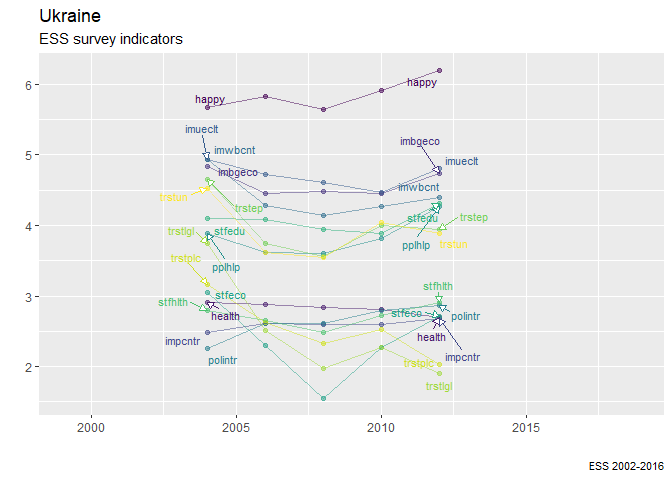 Ukraine
ESS survey indicators
6
happy
happy
imueclt
imbgeco
5
imwbcnt
imueclt
imbgeco
imwbcnt
trstun
trstep
stfedu
trstep
4
trstlgl
stfedu
trstun
pplhlp
pplhlp
trstplc
stfhlth
3
stfhlth
stfeco
health
stfeco
polintr
impcntr
health
polintr
impcntr
2
trstplc
trstlgl
2000
2005
2010
2015
ESS 2002-2016